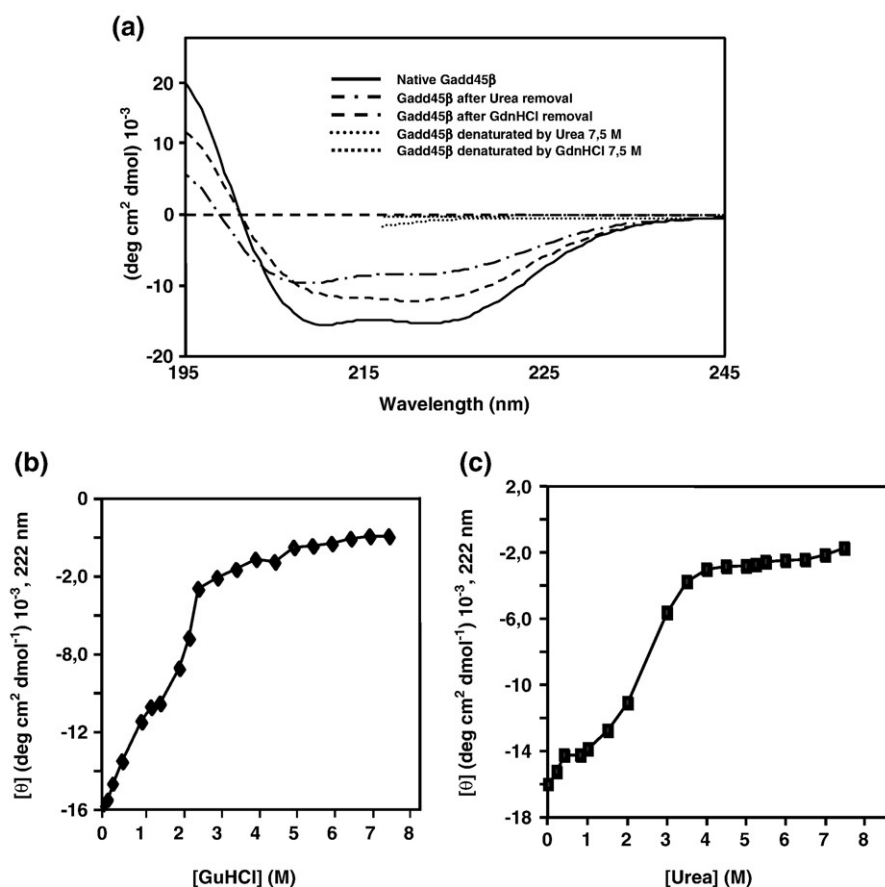 (a)
(deg cm² dmol) 10⁻³
20
10
0
-10
-20
Native Gadd45β
Gadd45β after Urea removal
Gadd45β after GdnHCl removal
Gadd45β denaturated by Urea 7,5 M
Gadd45β denaturated by GdnHCl 7,5 M
195 215 225 245
Wavelength (nm)
(b)
[θ] (deg cm² dmol⁻¹) 10⁻³, 222 nm
0
-2,0
-8,0
-12
-16
0 1 2 3 4 5 6 7 8
[GuHCl] (M)
(c)
[θ] (deg cm² dmol⁻¹) 10⁻³, 222 nm
2,0
-2,0
-6,0
-10
-14
-18
0 1 2 3 4 5 6 7 8
[Urea] (M)